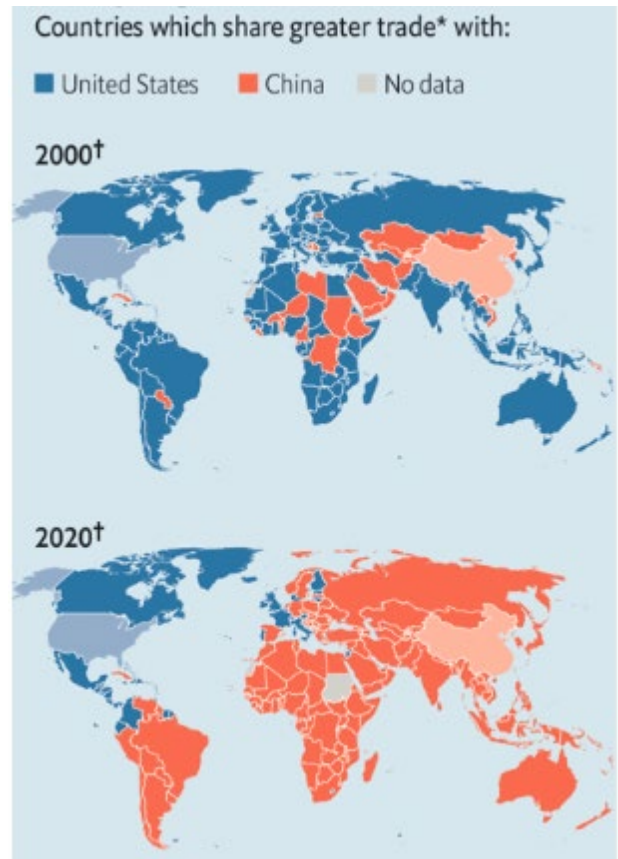 Countries which share greater trade* with:
United States China No data
2000†
2020†